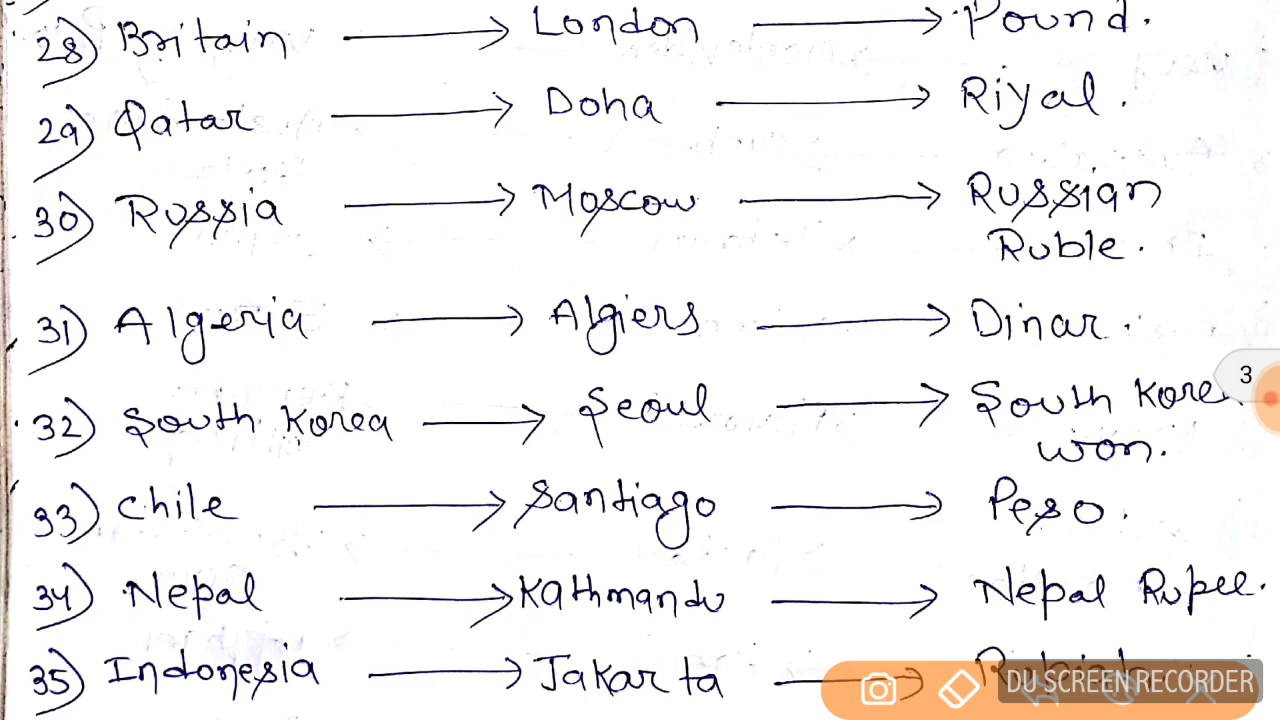 28) Britain → London → Pound.
29) Qatar → Doha → Riyal.
30) Russia → Moscow → Russian
Ruble.
31) Algeria → Algiers → Dinar.
32) South Korea → Seoul → South Kore
won.
3
33) Chile → Santiago → Peso.
34) Nepal → Kathmandu → Nepal Rupee.
35) Indonesia → Jakarta →
DU SCREEN RECORDER